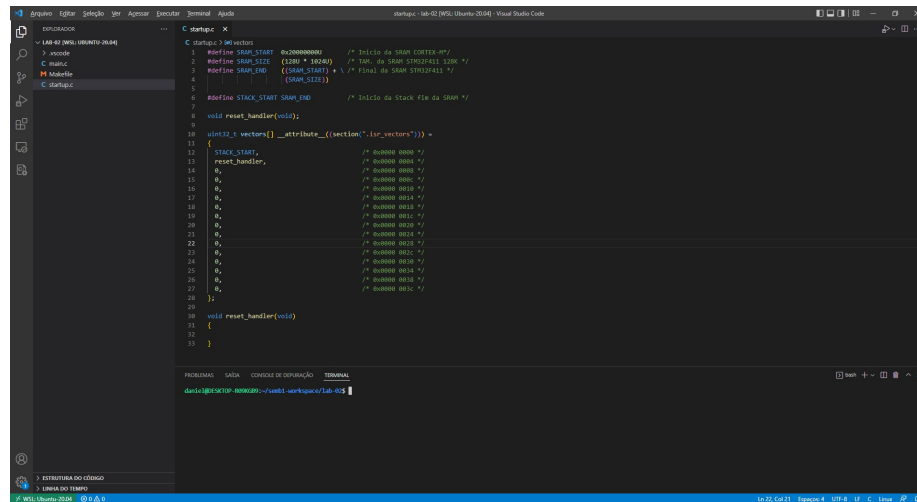 Arquivo Editar Seleção Ver Acessar Executar Terminal Ajuda
startup.c - lab-02 [WSL: Ubuntu-20.04] - Visual Studio Code
EXPLORADOR ...
LAB-02 [WSL: UBUNTU-20.04]
> .vscode
C main.c
M Makefile
C startup.c
> ESTRUTURA DO CÓDIGO
> LINHA DO TEMPO
C startup.c ×
C startup.c > vectors
1 #define SRAM_START 0x20000000U /* Inicio da SRAM CORTEX-M*/
2 #define SRAM_SIZE (128U * 1024U) /* TAM. do SRAM STM32F411 128K */
3 #define SRAM_END ((SRAM_START) + \ /* Final da SRAM STM32F411 */
4 (SRAM_SIZE))
5
6 #define STACK_START SRAM_END /* Inicio da Stack fim da SRAM */
7
8 void reset_handler(void);
9
10 uint32_t vectors[] __attribute__((section(".isr_vectors"))) =
11 {
12 STACK_START, /* 0x0000 0000 */
13 reset_handler, /* 0x0000 0004 */
14 0, /* 0x0000 0008 */
15 0, /* 0x0000 000c */
16 0, /* 0x0000 0010 */
17 0, /* 0x0000 0014 */
18 0, /* 0x0000 0018 */
19 0, /* 0x0000 001c */
20 0, /* 0x0000 0020 */
21 0, /* 0x0000 0024 */
22 0, /* 0x0000 0028 */
23 0, /* 0x0000 002c */
24 0, /* 0x0000 0030 */
25 0, /* 0x0000 0034 */
26 0, /* 0x0000 0038 */
27 0, /* 0x0000 003c */
28 };
29
30 void reset_handler(void)
31 {
32
33 }
PROBLEMAS SAÍDA CONSOLE DE DEPURAÇÃO TERMINAL
bash
:~/semb1-workspace/lab-02$
WSL: Ubuntu-20.04 0 0
Ln 22, Col 21 Espaços: 4 UTF-8 LF C Linux